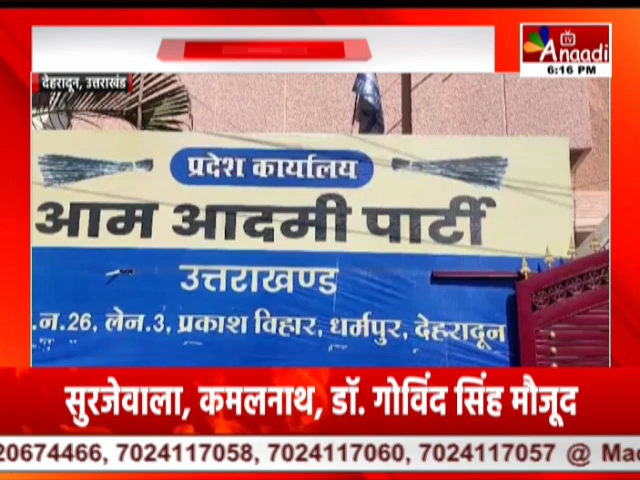 Anaadi TV
6:16 PM
देहरादून, उत्तराखंड
प्रदेश कार्यालय
आम आदमी पार्टी
उत्तराखण्ड
.न.26, लेन.3, प्रकाश विहार, धर्मपुर, देहरादून
सुरजेवाला, कमलनाथ, डॉ. गोविंद सिंह मौजूद
20674466, 7024117058, 7024117060, 7024117057 @ Mad